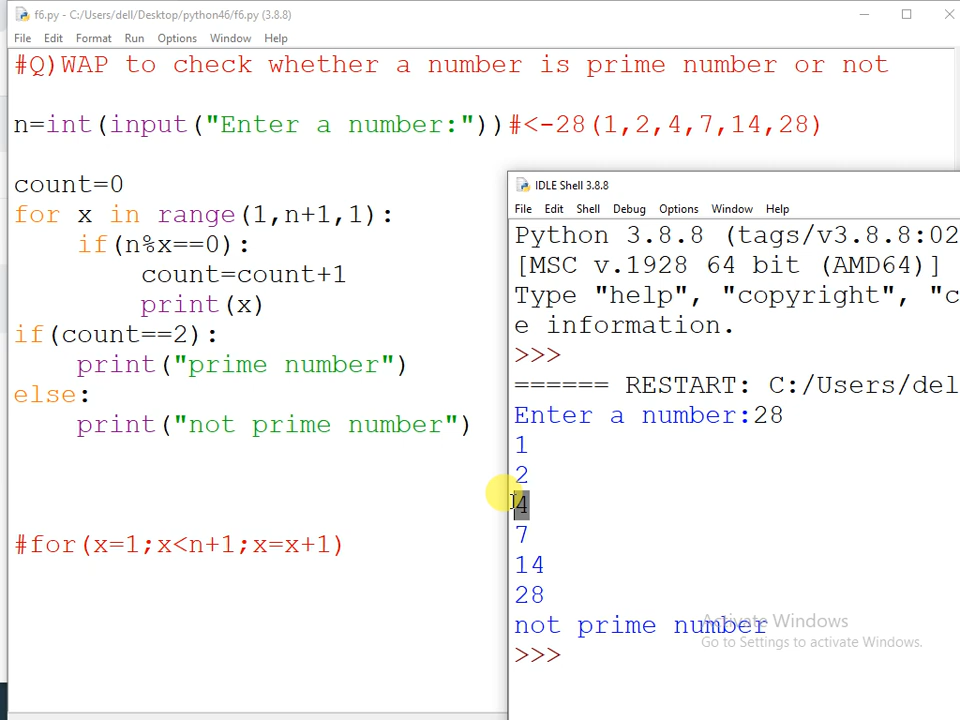 f6.py - C:/Users/dell/Desktop/python46/f6.py (3.8.8)
File Edit Format Run Options Window Help
#Q)WAP to check whether a number is prime number or not
n=int(input("Enter a number:"))#<-28(1,2,4,7,14,28)
count=0
for x in range(1,n+1,1):
    if(n%x==0):
        count=count+1
        print(x)
if(count==2):
    print("prime number")
else:
    print("not prime number")
#for(x=1;x<n+1;x=x+1)
IDLE Shell 3.8.8
File Edit Shell Debug Options Window Help
Python 3.8.8 (tags/v3.8.8:02
[MSC v.1928 64 bit (AMD64)]
Type "help", "copyright", "c
e information.
>>>
====== RESTART: C:/Users/del
Enter a number:28
1
2
4
7
14
28
not prime number
>>>
Activate Windows
Go to Settings to activate Windows.